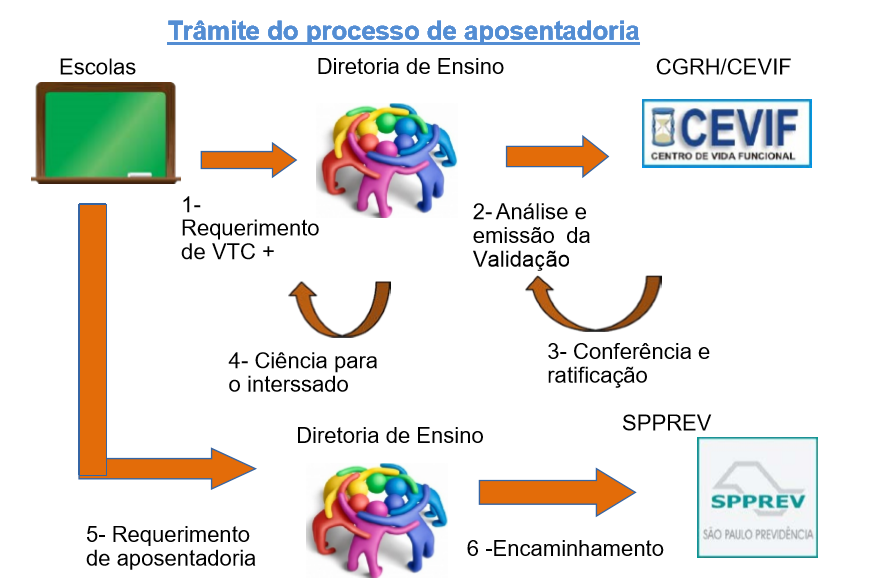 Trâmite do processo de aposentadoria
Escolas
Diretoria de Ensino
CGRH/CEVIF
CEVIF
CENTRO DE VIDA FUNCIONAL
1-
Requerimento
de VTC +
2- Análise e
emissão da
Validação
4- Ciência para
o interssado
3- Conferência e
ratificação
Diretoria de Ensino
SPPREV
SPPREV
SÃO PAULO PREVIDÊNCIA
5- Requerimento
de aposentadoria
6 -Encaminhamento